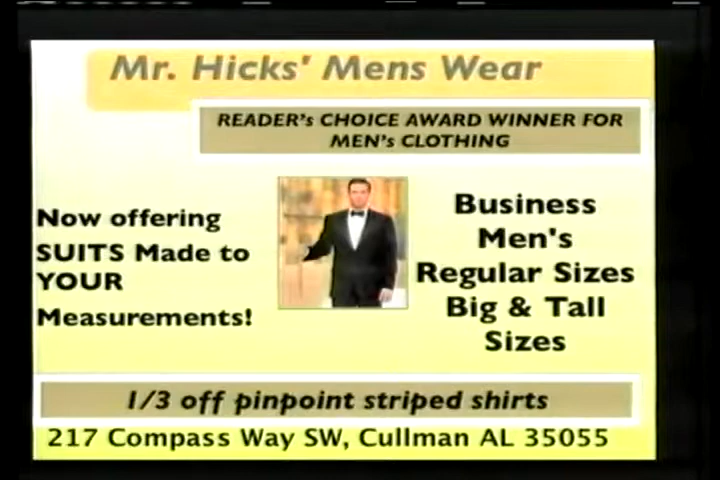 Mr. Hicks' Mens Wear
READER's CHOICE AWARD WINNER FOR
MEN's CLOTHING
Now offering
SUITS Made to
YOUR
Measurements!
Business
Men's
Regular Sizes
Big & Tall
Sizes
1/3 off pinpoint striped shirts
217 Compass Way SW, Cullman AL 35055